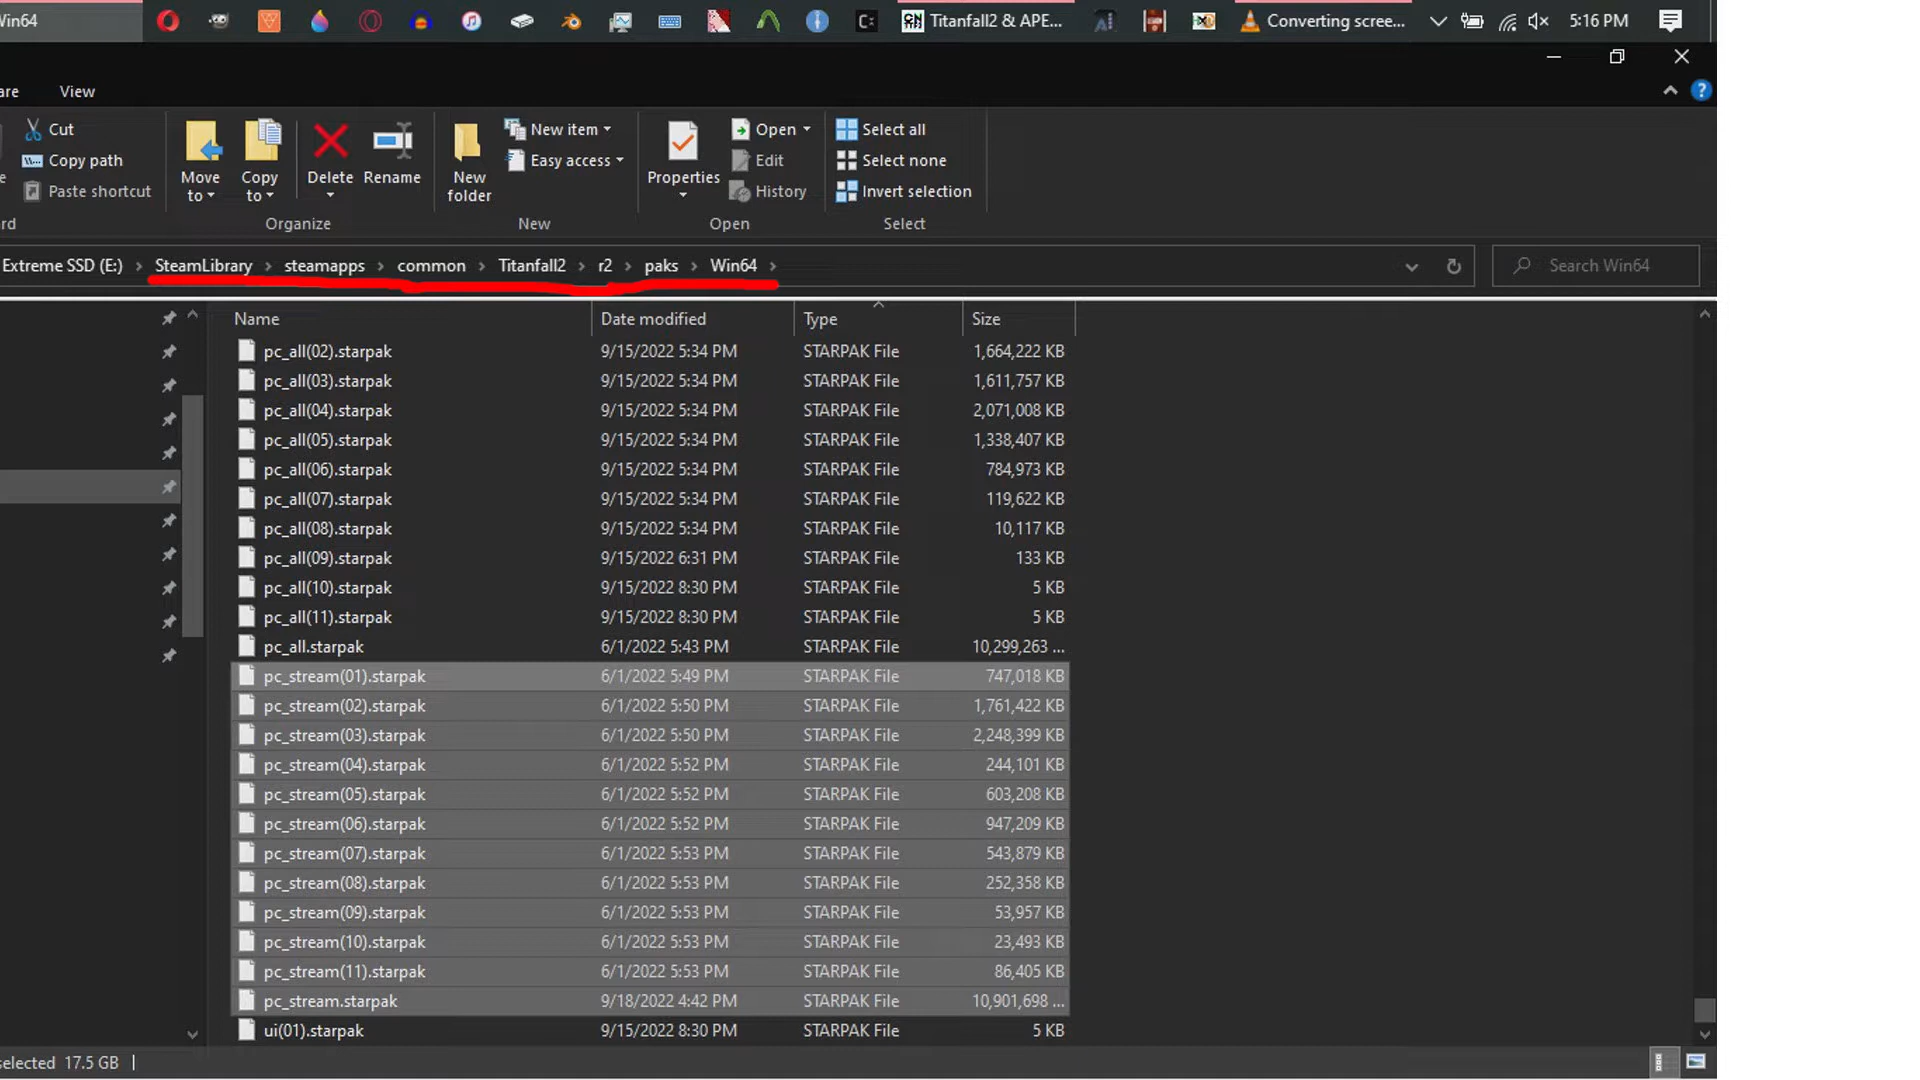 Win64 Titanfall2 & APE... Converting scree... 5:16 PM
are View
Cut
Copy path
Paste shortcut
Move to
Copy to
Delete
Rename
New folder
New item
Easy access
Properties
Open
Edit
History
Select all
Select none
Invert selection
rd Organize New Open Select
Extreme SSD (E:) › SteamLibrary › steamapps › common › Titanfall2 › r2 › paks › Win64 › Search Win64
Name Date modified Type Size
pc_all(02).starpak 9/15/2022 5:34 PM STARPAK File 1,664,222 KB
pc_all(03).starpak 9/15/2022 5:34 PM STARPAK File 1,611,757 KB
pc_all(04).starpak 9/15/2022 5:34 PM STARPAK File 2,071,008 KB
pc_all(05).starpak 9/15/2022 5:34 PM STARPAK File 1,338,407 KB
pc_all(06).starpak 9/15/2022 5:34 PM STARPAK File 784,973 KB
pc_all(07).starpak 9/15/2022 5:34 PM STARPAK File 119,622 KB
pc_all(08).starpak 9/15/2022 5:34 PM STARPAK File 10,117 KB
pc_all(09).starpak 9/15/2022 6:31 PM STARPAK File 133 KB
pc_all(10).starpak 9/15/2022 8:30 PM STARPAK File 5 KB
pc_all(11).starpak 9/15/2022 8:30 PM STARPAK File 5 KB
pc_all.starpak 6/1/2022 5:43 PM STARPAK File 10,299,263 ...
pc_stream(01).starpak 6/1/2022 5:49 PM STARPAK File 747,018 KB
pc_stream(02).starpak 6/1/2022 5:50 PM STARPAK File 1,761,422 KB
pc_stream(03).starpak 6/1/2022 5:50 PM STARPAK File 2,248,399 KB
pc_stream(04).starpak 6/1/2022 5:52 PM STARPAK File 244,101 KB
pc_stream(05).starpak 6/1/2022 5:52 PM STARPAK File 603,208 KB
pc_stream(06).starpak 6/1/2022 5:52 PM STARPAK File 947,209 KB
pc_stream(07).starpak 6/1/2022 5:53 PM STARPAK File 543,879 KB
pc_stream(08).starpak 6/1/2022 5:53 PM STARPAK File 252,358 KB
pc_stream(09).starpak 6/1/2022 5:53 PM STARPAK File 53,957 KB
pc_stream(10).starpak 6/1/2022 5:53 PM STARPAK File 23,493 KB
pc_stream(11).starpak 6/1/2022 5:53 PM STARPAK File 86,405 KB
pc_stream.starpak 9/18/2022 4:42 PM STARPAK File 10,901,698 ...
ui(01).starpak 9/15/2022 8:30 PM STARPAK File 5 KB
selected 17.5 GB